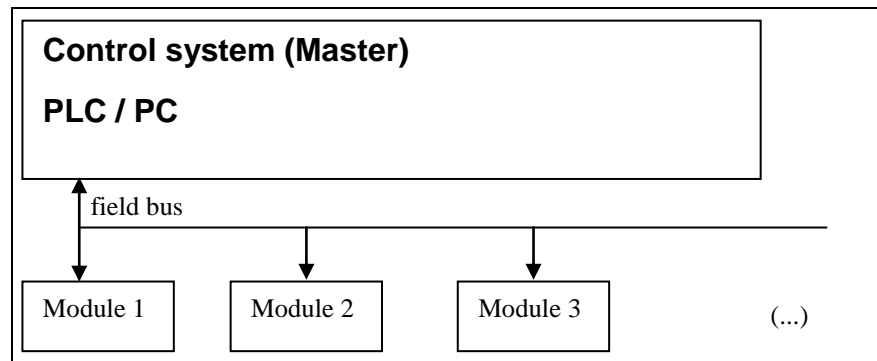 Control system (Master)
PLC / PC
field bus
Module 1
Module 2
Module 3
(...)